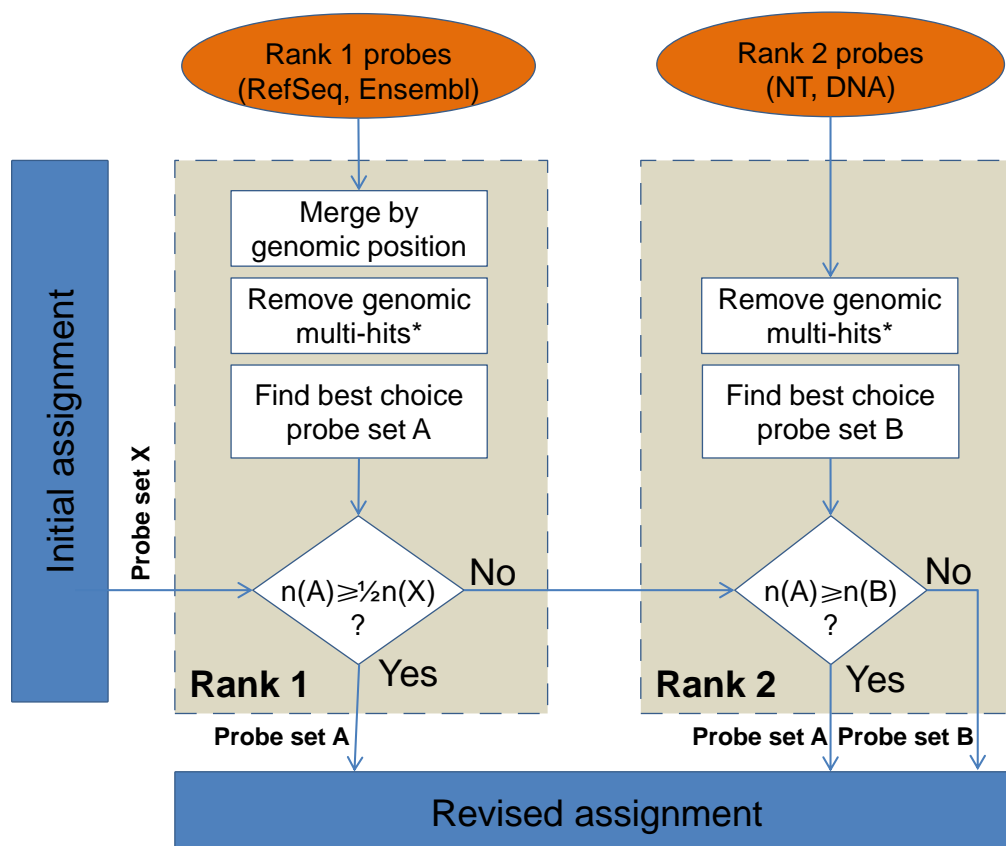 Rank 1 probes
(RefSeq, Ensembl)
Rank 2 probes
(NT, DNA)
Initial assignment
Probe set X
Merge by
genomic position
Remove genomic
multi-hits*
Find best choice
probe set A
n(A)⩾½n(X)
?
No
Yes
Rank 1
Probe set A
Remove genomic
multi-hits*
Find best choice
probe set B
n(A)⩾n(B)
?
No
Yes
Rank 2
Probe set A
Probe set B
Revised assignment